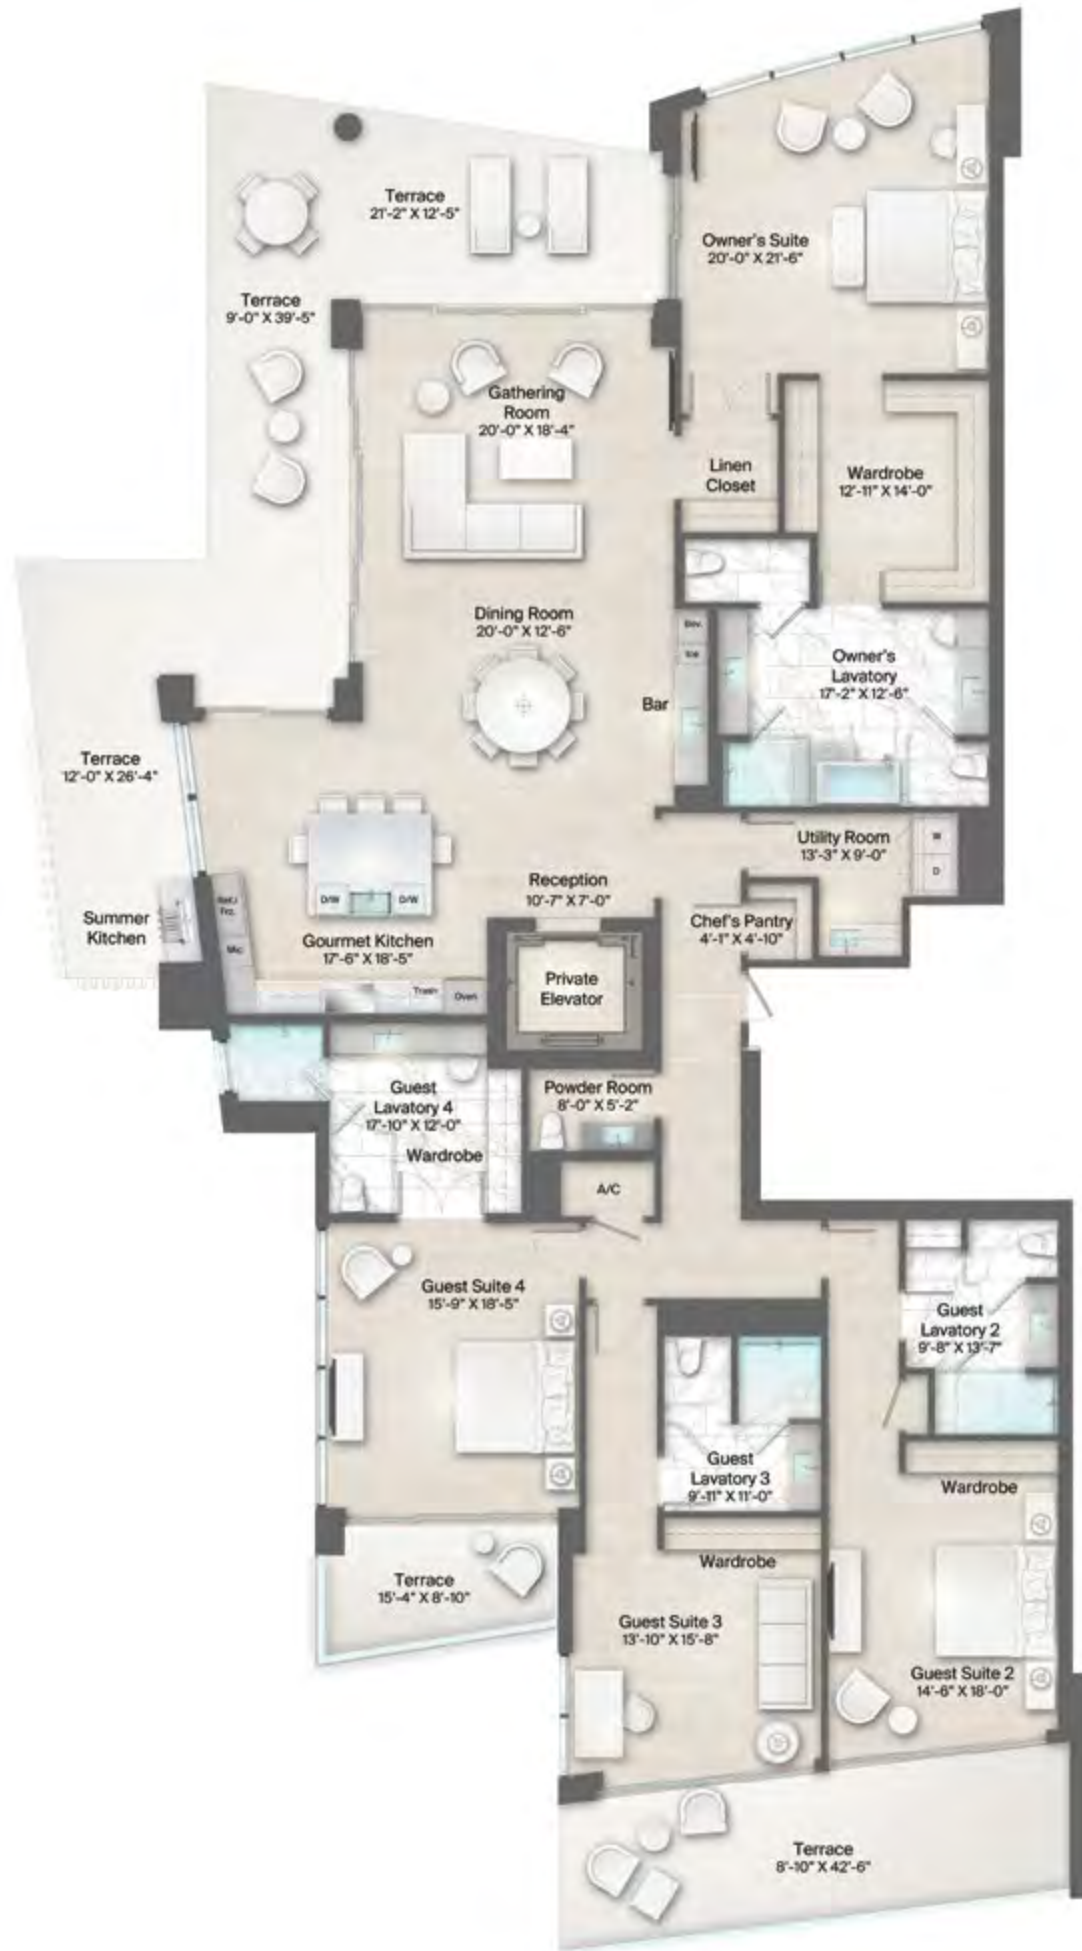 Terrace
21'-2" X 12'-5"
Owner's Suite
20'-0" X 21'-6"
Terrace
9'-0" X 39'-5"
Gathering
Room
20'-0" X 18'-4"
Linen
Closet
Wardrobe
12'-11" X 14'-0"
Dining Room
20'-0" X 12'-6"
Bev.
Ice
Owner's
Lavatory
17'-2" X 12'-6"
Bar
Terrace
12'-0" X 26'-4"
Utility Room
13'-3" X 9'-0"
W
D
Reception
10'-7" X 7'-0"
D/W
D/W
Ref./
Frz.
Summer
Kitchen
Chef's Pantry
4'-1" X 4'-10"
Gourmet Kitchen
17'-6" X 18'-5"
Mic
Private
Elevator
Trash
Oven
Guest
Lavatory 4
17'-10" X 12'-0"
Powder Room
8'-0" X 5'-2"
Wardrobe
A/C
Guest Suite 4
15'-9" X 18'-5"
Guest
Lavatory 2
9'-8" X 13'-7"
Guest
Lavatory 3
9'-11" X 11'-0"
Wardrobe
Wardrobe
Terrace
15'-4" X 8'-10"
Guest Suite 3
13'-10" X 15'-8"
Guest Suite 2
14'-6" X 18'-0"
Terrace
8'-10" X 42'-6"